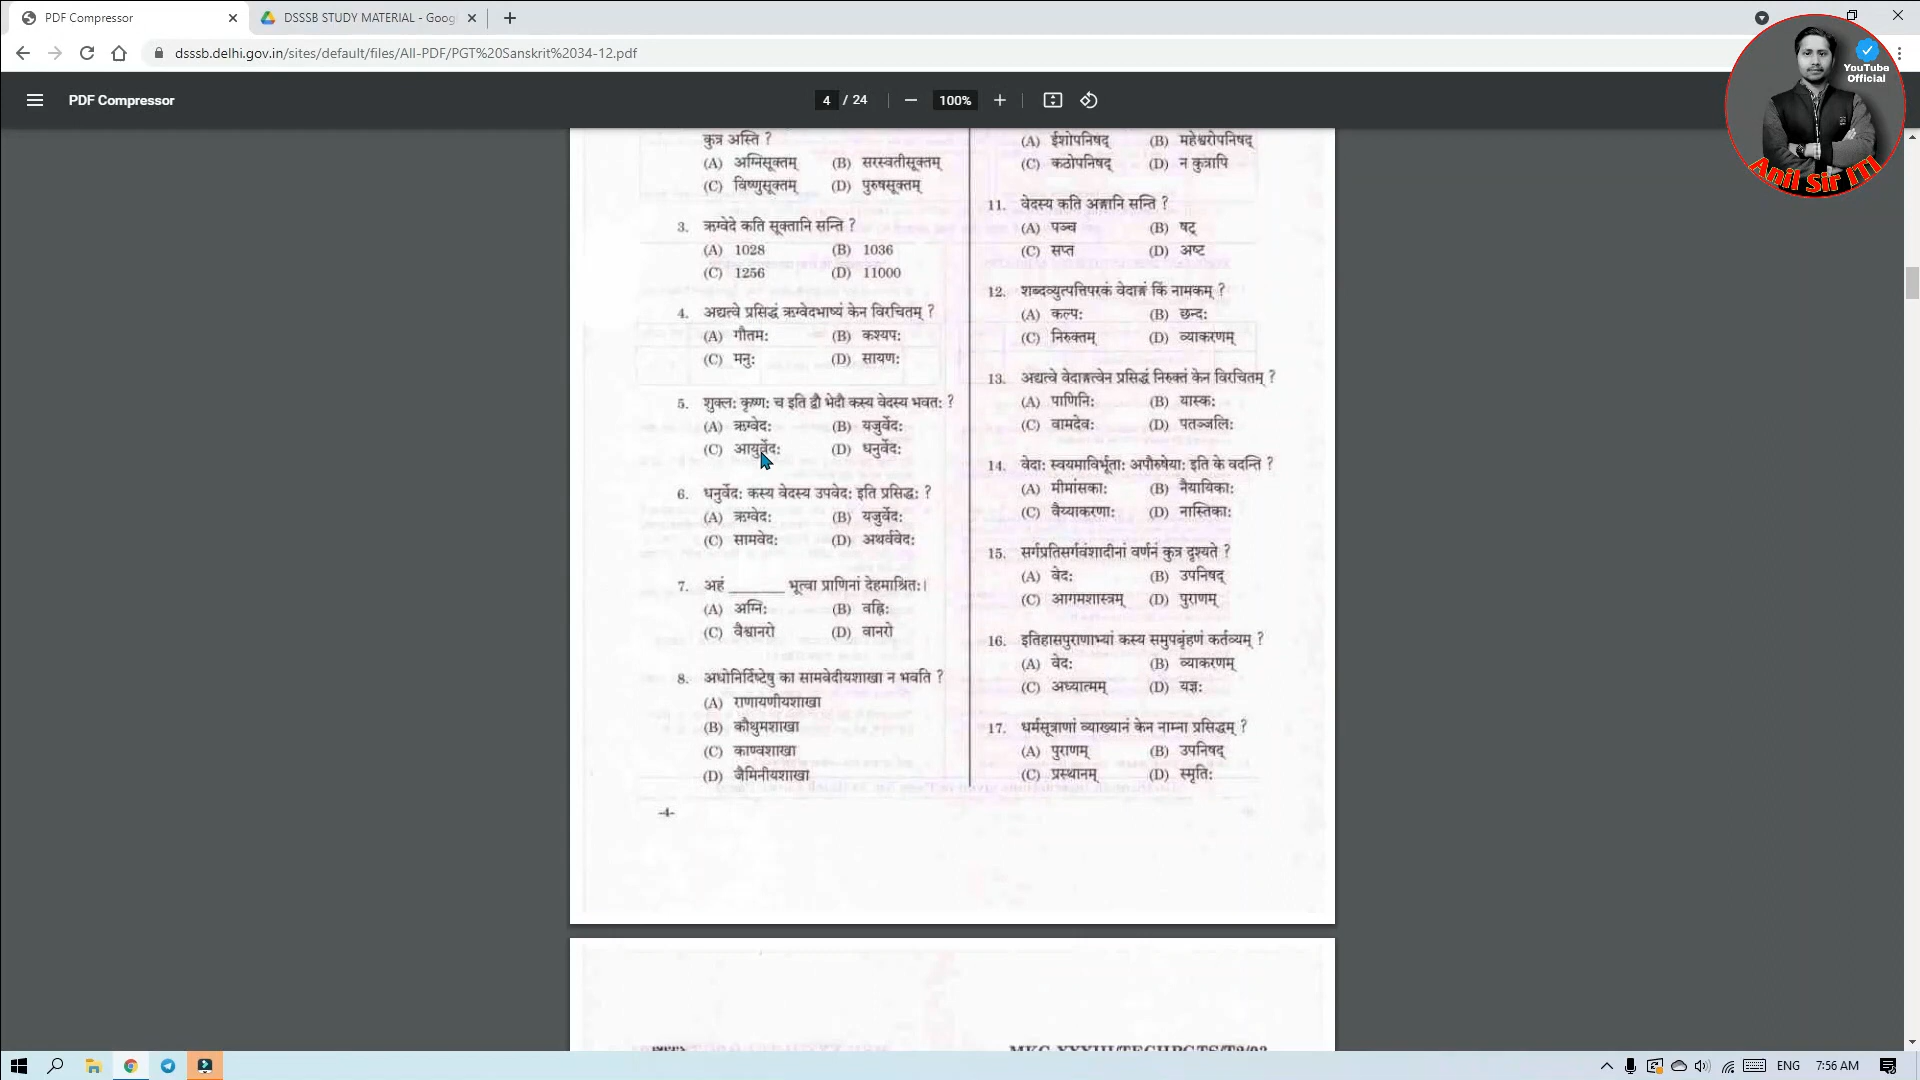 PDF Compressor
DSSSB STUDY MATERIAL - Goog
dsssb.delhi.gov.in/sites/default/files/All-PDF/PGT%20Sanskrit%2034-12.pdf
YouTube
Official
Anil Sir ITI
PDF Compressor
4 / 24
100%
कुत्र अस्ति ?
(A) अग्निसूक्तम् (B) सरस्वतीसूक्तम्
(C) विष्णुसूक्तम् (D) पुरुषसूक्तम्
3. ऋग्वेदे कति सूक्तानि सन्ति ?
(A) 1028 (B) 1036
(C) 1256 (D) 11000
4. अद्यत्वे प्रसिद्धं ऋग्वेदभाष्यं केन विरचितम् ?
(A) गौतमः (B) कश्यपः
(C) मनुः (D) सायणः
5. शुक्लः कृष्णः च इति द्वौ भेदौ कस्य वेदस्य भवतः ?
(A) ऋग्वेदः (B) यजुर्वेदः
(C) आयुर्वेदः (D) धनुर्वेदः
6. धनुर्वेदः कस्य वेदस्य उपवेदः इति प्रसिद्धः ?
(A) ऋग्वेदः (B) यजुर्वेदः
(C) सामवेदः (D) अथर्ववेदः
7. अहं ______ भूत्वा प्राणिनां देहमाश्रितः।
(A) अग्निः (B) वह्निः
(C) वैश्वानरो (D) वानरो
8. अधोनिर्दिष्टेषु का सामवेदीयशाखा न भवति ?
(A) राणायणीयशाखा
(B) कौथुमशाखा
(C) काण्वशाखा
(D) जैमिनीयशाखा
(A) ईशोपनिषद् (B) महेश्वरोपनिषद्
(C) कठोपनिषद् (D) न कुत्रापि
11. वेदस्य कति अङ्गानि सन्ति ?
(A) पञ्च (B) षट्
(C) सप्त (D) अष्ट
12. शब्दव्युत्पत्तिपरकं वेदाङ्गं किं नामकम् ?
(A) कल्पः (B) छन्दः
(C) निरुक्तम् (D) व्याकरणम्
13. अद्यत्वे वेदाङ्गत्वेन प्रसिद्धं निरुक्तं केन विरचितम् ?
(A) पाणिनिः (B) यास्कः
(C) वामदेवः (D) पतञ्जलिः
14. वेदाः स्वयमाविर्भूताः अपौरुषेयाः इति के वदन्ति ?
(A) मीमांसकाः (B) नैयायिकाः
(C) वैय्याकरणाः (D) नास्तिकाः
15. सर्गप्रतिसर्गवंशादीनां वर्णनं कुत्र दृश्यते ?
(A) वेदः (B) उपनिषद्
(C) आगमशास्त्रम् (D) पुराणम्
16. इतिहासपुराणाभ्यां कस्य समुपबृंहणं कर्तव्यम् ?
(A) वेदः (B) व्याकरणम्
(C) अध्यात्मम् (D) यज्ञः
17. धर्मसूत्राणां व्याख्यानं केन नाम्ना प्रसिद्धम् ?
(A) पुराणम् (B) उपनिषद्
(C) प्रस्थानम् (D) स्मृतिः
-4-
ENG
7:56 AM